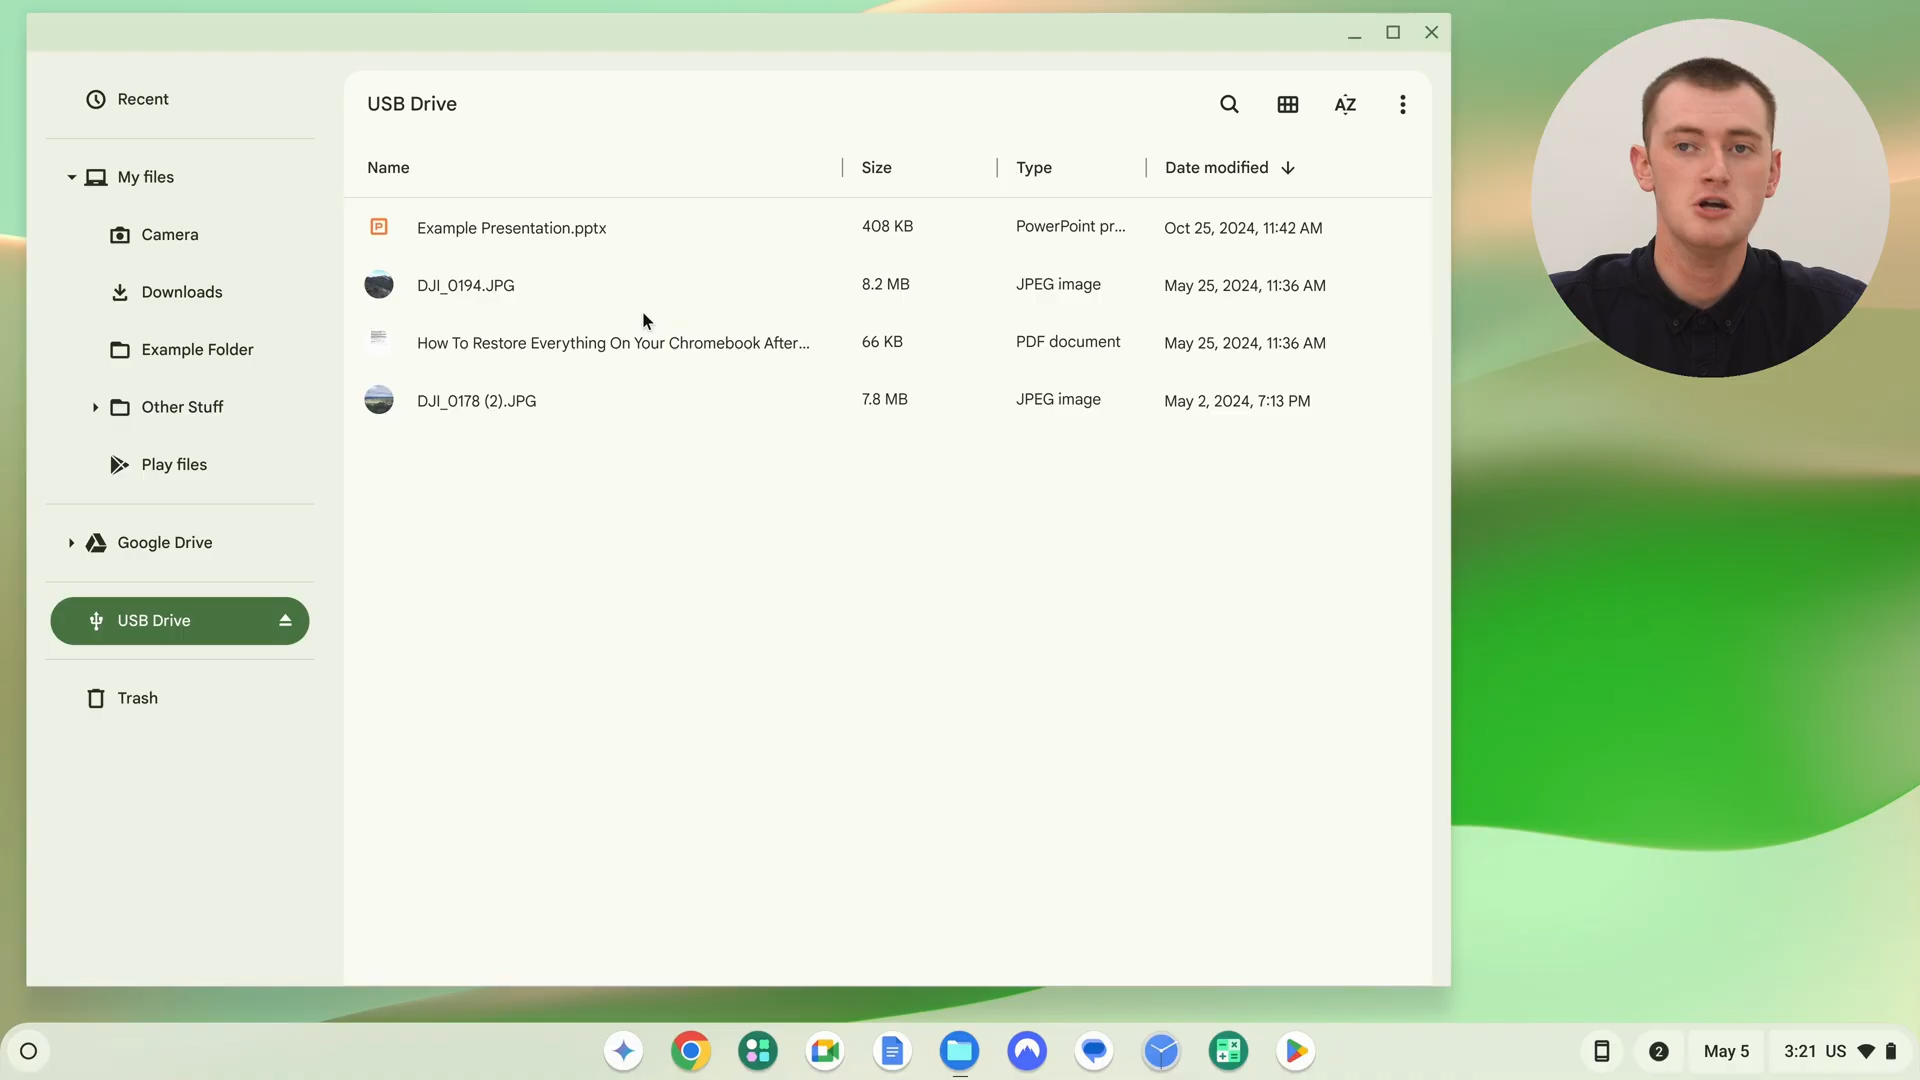 Recent
My files
Camera
Downloads
Example Folder
Other Stuff
Play files
Google Drive
USB Drive
Trash
USB Drive
AZ
Name Size Type Date modified
Example Presentation.pptx 408 KB PowerPoint pr... Oct 25, 2024, 11:42 AM
DJI_0194.JPG 8.2 MB JPEG image May 25, 2024, 11:36 AM
How To Restore Everything On Your Chromebook After... 66 KB PDF document May 25, 2024, 11:36 AM
DJI_0178 (2).JPG 7.8 MB JPEG image May 2, 2024, 7:13 PM
2 May 5 3:21 US